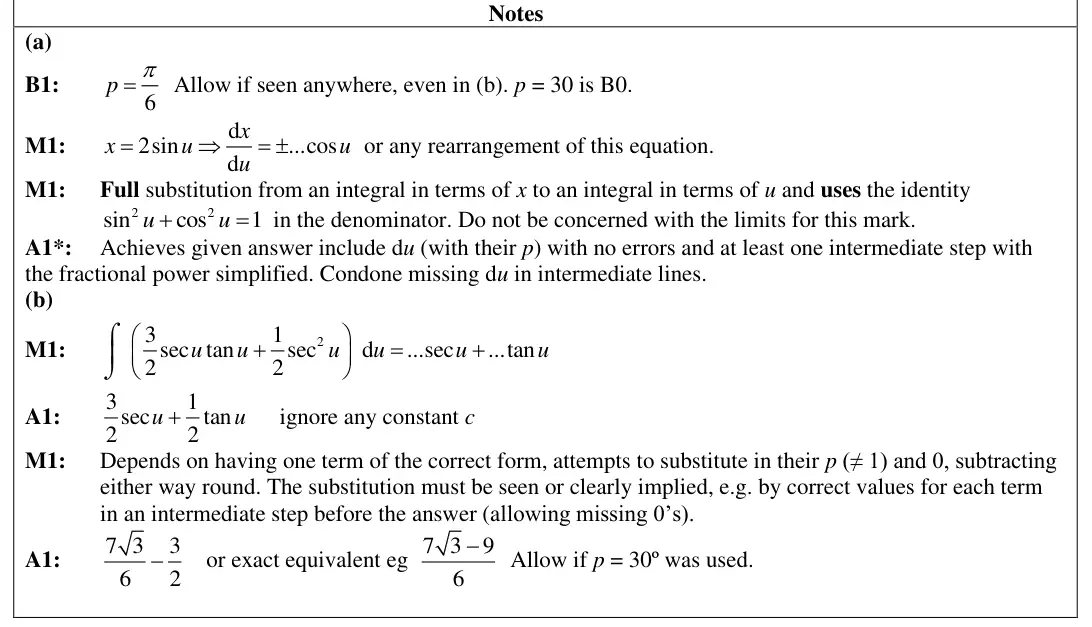 Notes
(a)
B1: p = π/6 Allow if seen anywhere, even in (b). p = 30 is B0.
M1: x = 2sin u ⇒ dx/du = ±...cos u or any rearrangement of this equation.
M1: Full substitution from an integral in terms of x to an integral in terms of u and uses the identity
sin² u + cos² u = 1 in the denominator. Do not be concerned with the limits for this mark.
A1*: Achieves given answer include du (with their p) with no errors and at least one intermediate step with
the fractional power simplified. Condone missing du in intermediate lines.
(b)
M1: ∫ (3/2 sec u tan u + 1/2 sec² u) du = ...sec u + ...tan u
A1: 3/2 sec u + 1/2 tan u ignore any constant c
M1: Depends on having one term of the correct form, attempts to substitute in their p (≠ 1) and 0, subtracting
either way round. The substitution must be seen or clearly implied, e.g. by correct values for each term
in an intermediate step before the answer (allowing missing 0’s).
A1: 7√3/6 − 3/2 or exact equivalent eg (7√3 − 9)/6 Allow if p = 30º was used.